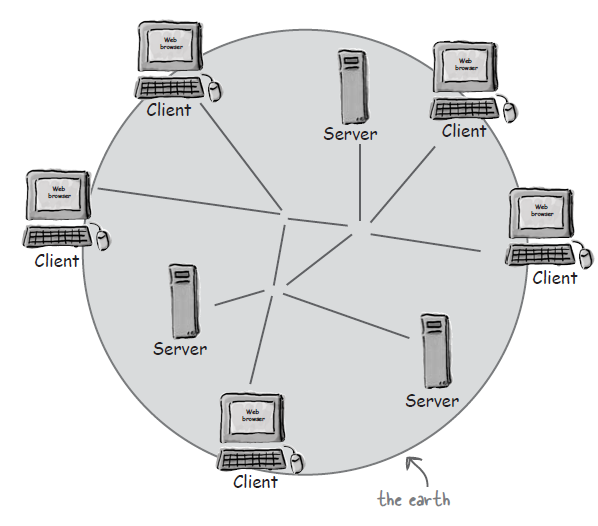 Web
browser
Client
Server
Web
browser
Client
Web
browser
Client
Web
browser
Client
Server
Server
Web
browser
Client
the earth